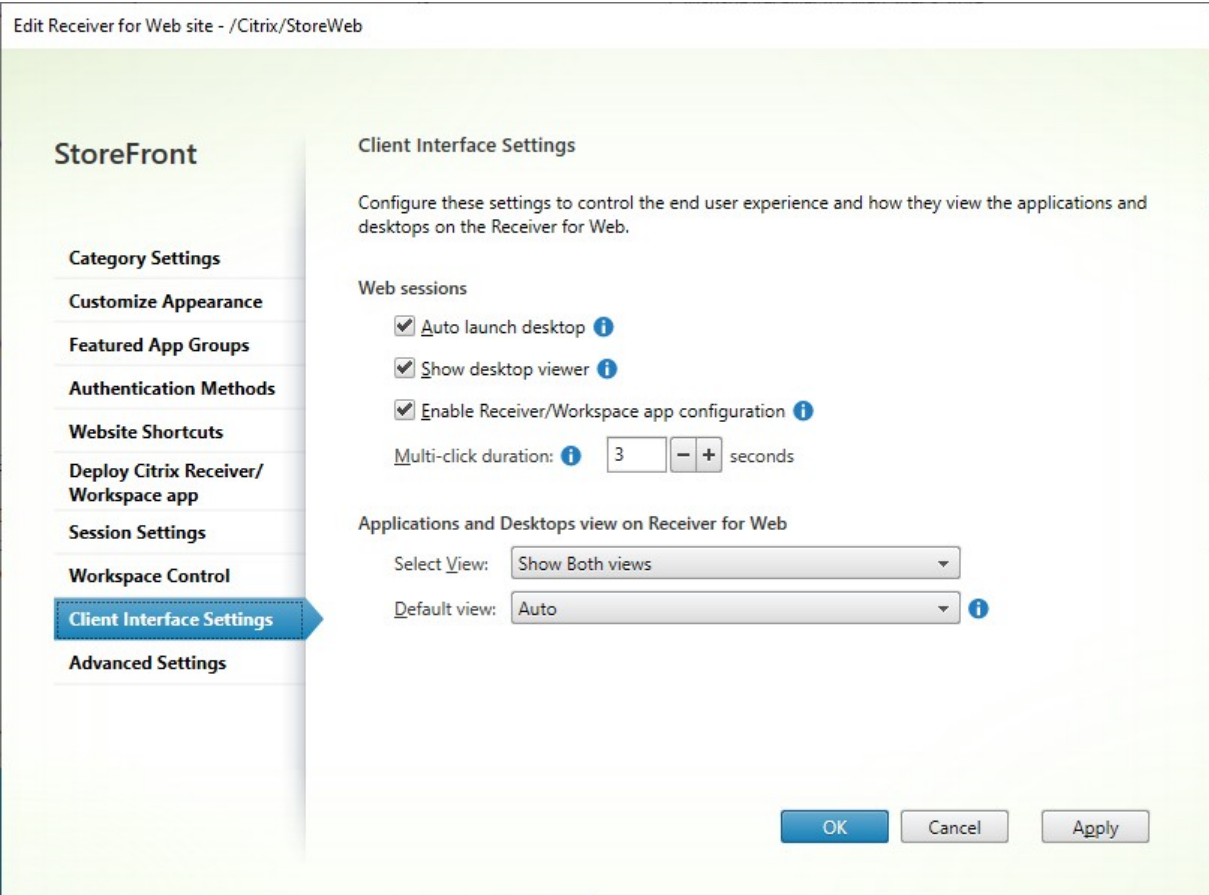 Edit Receiver for Web site - /Citrix/StoreWeb
StoreFront
Category Settings
Customize Appearance
Featured App Groups
Authentication Methods
Website Shortcuts
Deploy Citrix Receiver/
Workspace app
Session Settings
Workspace Control
Client Interface Settings
Advanced Settings
Client Interface Settings
Configure these settings to control the end user experience and how they view the applications and
desktops on the Receiver for Web.
Web sessions
Auto launch desktop
Show desktop viewer
Enable Receiver/Workspace app configuration
Multi-click duration: 3 − + seconds
Applications and Desktops view on Receiver for Web
Select View: Show Both views
Default view: Auto
OK Cancel Apply